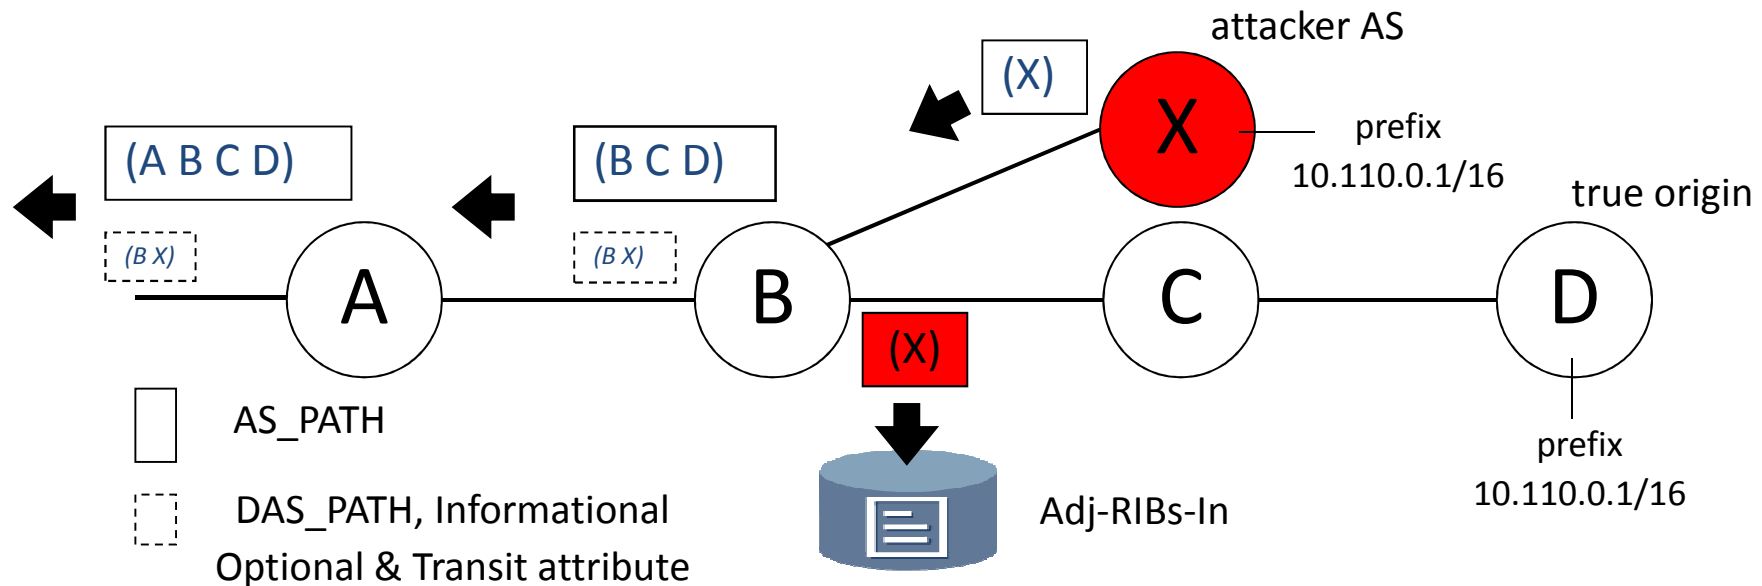 attacker AS
(X)
X
prefix
10.110.0.1/16
(A B C D)
(B C D)
true origin
(B X)
(B X)
A
B
C
D
(X)
AS_PATH
prefix
10.110.0.1/16
DAS_PATH, Informational
Optional & Transit attribute
Adj-RIBs-In